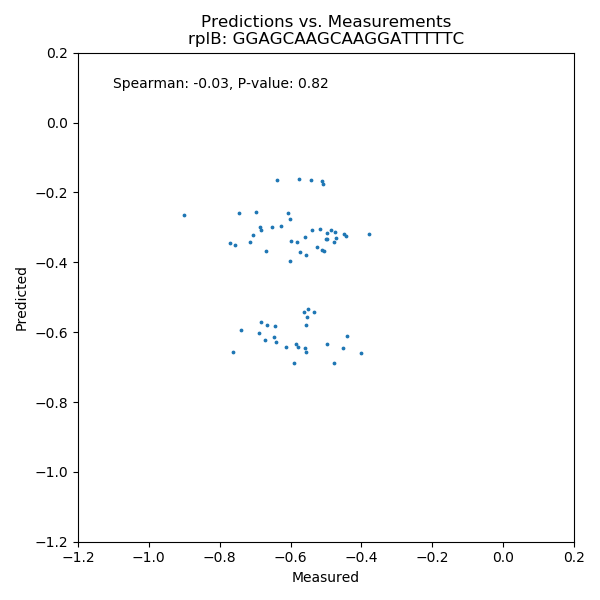 Predictions vs. Measurements
rplB: GGAGCAAGCAAGGATTTTTC
Spearman: -0.03, P-value: 0.82
0.2
0.0
−0.2
−0.4
−0.6
−0.8
−1.0
−1.2
Predicted
−1.2 −1.0 −0.8 −0.6 −0.4 −0.2 0.0 0.2
Measured